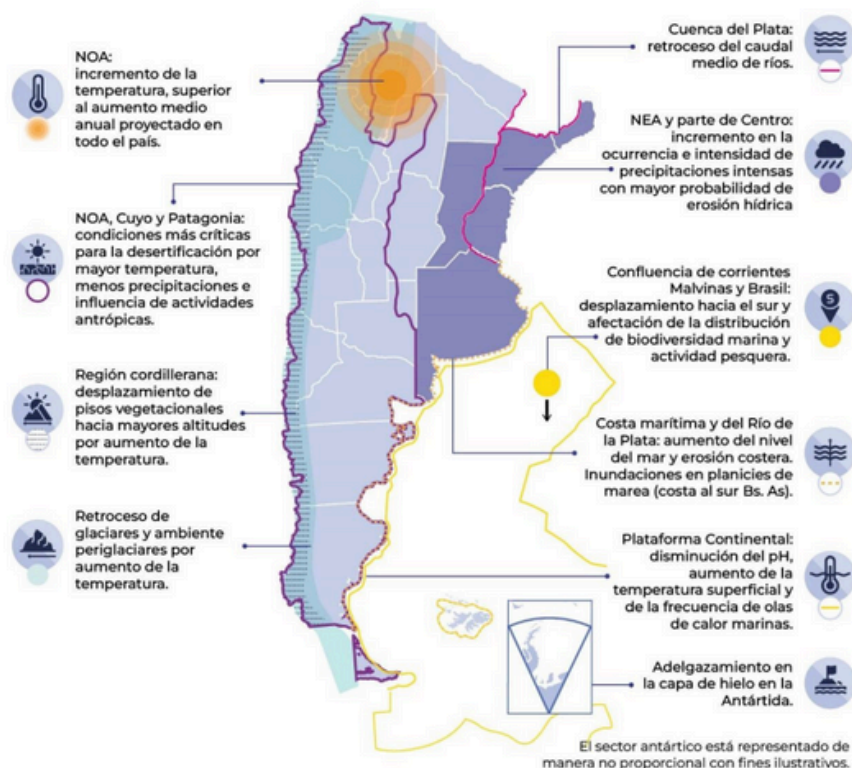 NOA:
incremento de la
temperatura, superior
al aumento medio
anual proyectado en
todo el país.
NOA, Cuyo y Patagonia:
condiciones más críticas
para la desertificación por
mayor temperatura,
menos precipitaciones e
influencia de actividades
antrópicas.
Región cordillerana:
desplazamiento de
pisos vegetacionales
hacia mayores altitudes
por aumento de la
temperatura.
Retroceso de
glaciares y ambiente
periglaciares por
aumento de la
temperatura.
Cuenca del Plata:
retroceso del caudal
medio de ríos.
NEA y parte de Centro:
incremento en la
ocurrencia e intensidad de
precipitaciones intensas
con mayor probabilidad de
erosión hídrica
Confluencia de corrientes
Malvinas y Brasil:
desplazamiento hacia el sur y
afectación de la distribución
de biodiversidad marina y
actividad pesquera.
S
Costa marítima y del Río de
la Plata: aumento del nivel
del mar y erosión costera.
Inundaciones en planicies de
marea (costa al sur Bs. As).
Plataforma Continental:
disminución del pH,
aumento de la
temperatura superficial y
de la frecuencia de olas
de calor marinas.
Adelgazamiento en
la capa de hielo en la
Antártida.
El sector antártico está representado de
manera no proporcional con fines ilustrativos.